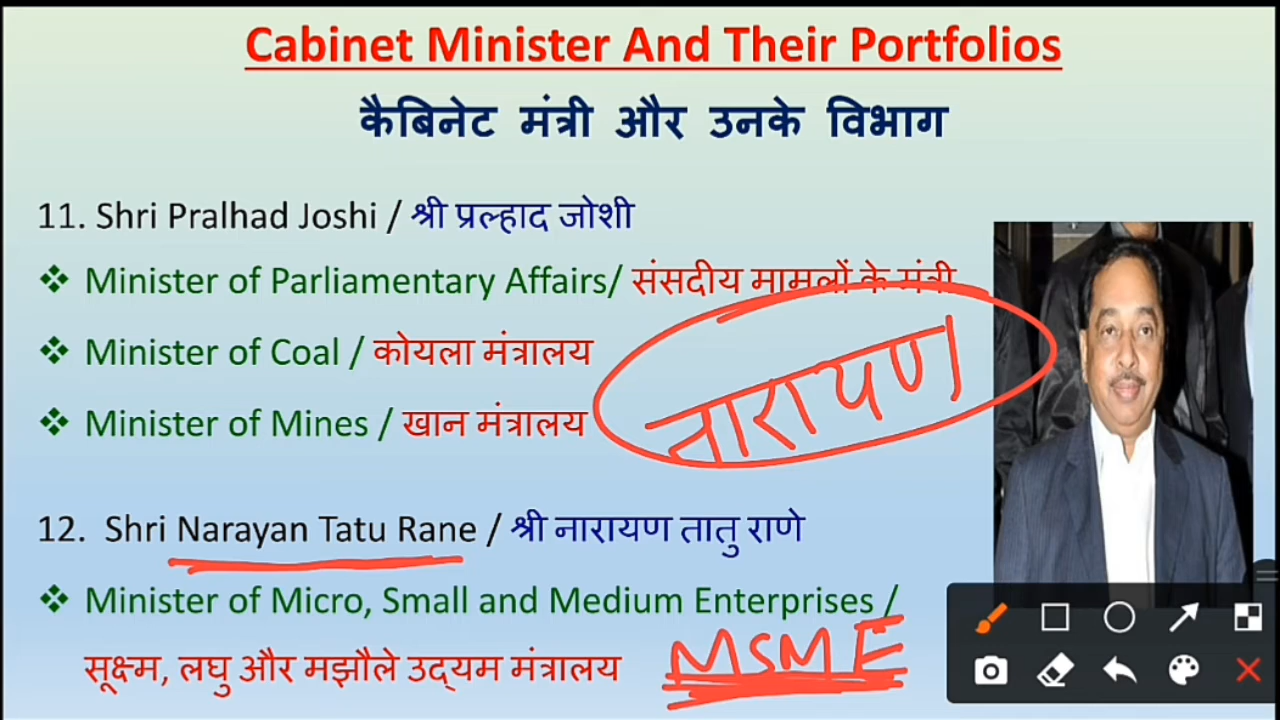 Cabinet Minister And Their Portfolios
कैबिनेट मंत्री और उनके विभाग
11. Shri Pralhad Joshi / श्री प्रल्हाद जोशी
❖ Minister of Parliamentary Affairs/ संसदीय मामलों के मंत्री
❖ Minister of Coal / कोयला मंत्रालय
❖ Minister of Mines / खान मंत्रालय
नारायण
12. Shri Narayan Tatu Rane / श्री नारायण तातु राणे
❖ Minister of Micro, Small and Medium Enterprises /
सूक्ष्म, लघु और मझौले उद्यम मंत्रालय
MSME